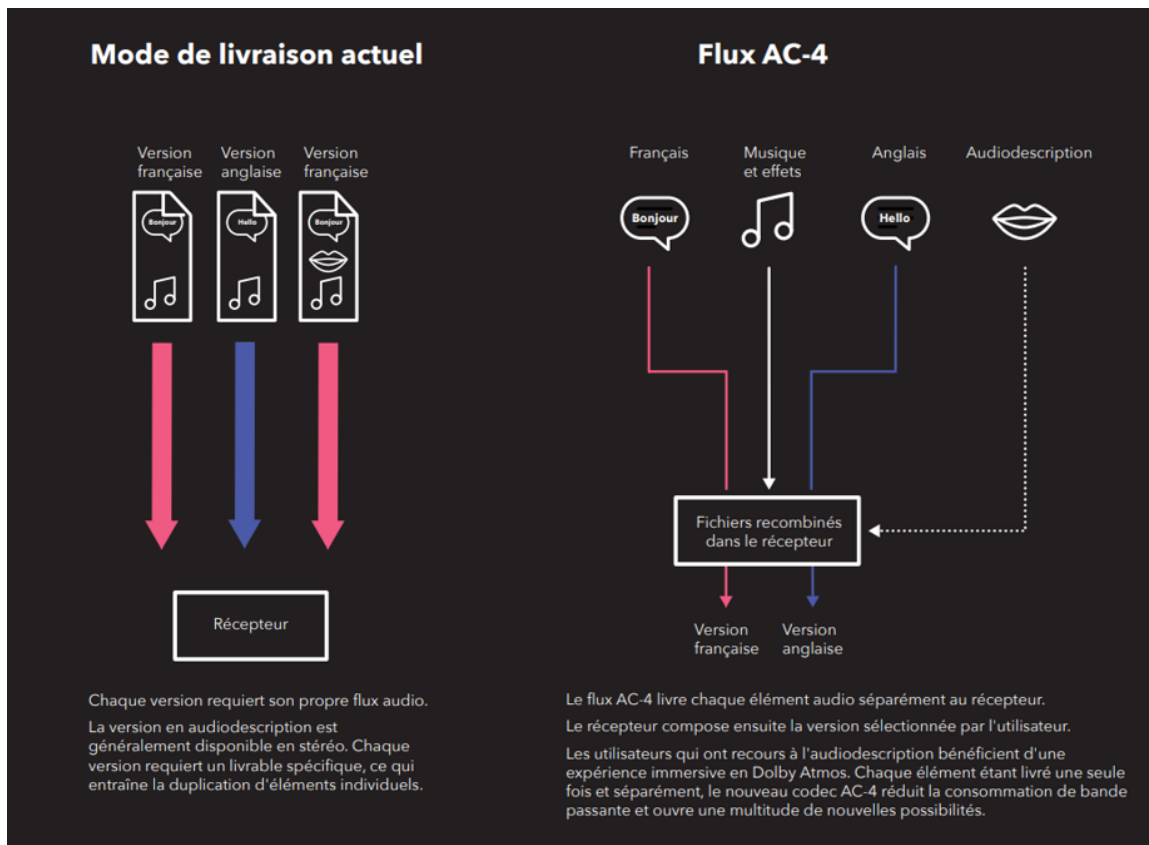 Mode de livraison actuel
Version
française
Version
anglaise
Version
française
Bonjour
Hello
Bonjour
Récepteur
Chaque version requiert son propre flux audio.
La version en audiodescription est
généralement disponible en stéréo. Chaque
version requiert un livrable spécifique, ce qui
entraîne la duplication d'éléments individuels.
Flux AC-4
Français
Musique
et effets
Anglais
Audiodescription
Bonjour
Hello
Fichiers recombinés
dans le récepteur
Version
française
Version
anglaise
Le flux AC-4 livre chaque élément audio séparément au récepteur.
Le récepteur compose ensuite la version sélectionnée par l'utilisateur.
Les utilisateurs qui ont recours à l'audiodescription bénéficient d'une
expérience immersive en Dolby Atmos. Chaque élément étant livré une seule
fois et séparément, le nouveau codec AC-4 réduit la consommation de bande
passante et ouvre une multitude de nouvelles possibilités.